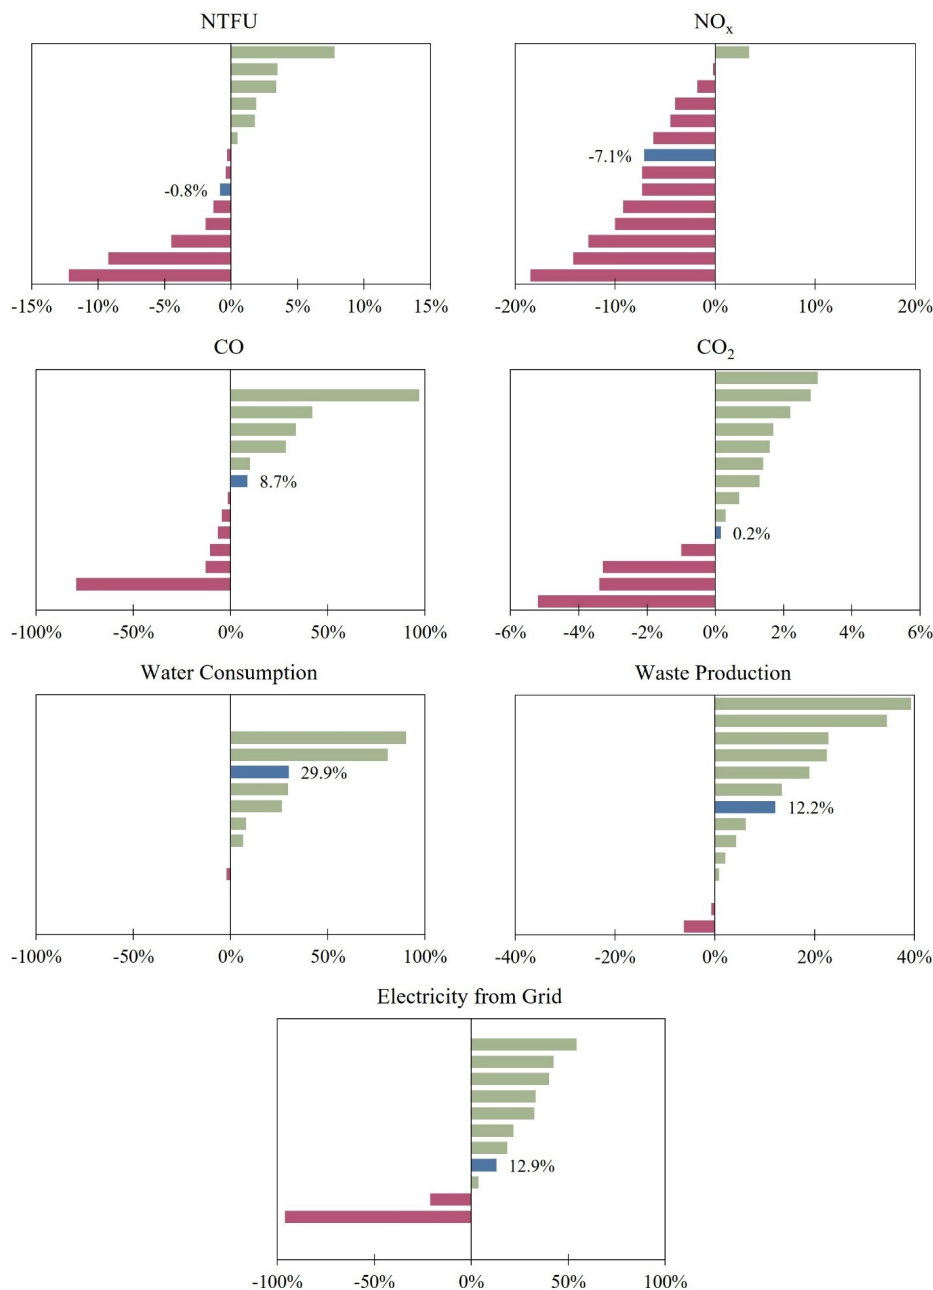 NTFU
-0.8%
-15% -10% -5% 0% 5% 10% 15%
NOx
-7.1%
-20% -10% 0% 10% 20%
CO
8.7%
-100% -50% 0% 50% 100%
CO2
0.2%
-6% -4% -2% 0% 2% 4% 6%
Water Consumption
29.9%
-100% -50% 0% 50% 100%
Waste Production
12.2%
-40% -20% 0% 20% 40%
Electricity from Grid
12.9%
-100% -50% 0% 50% 100%